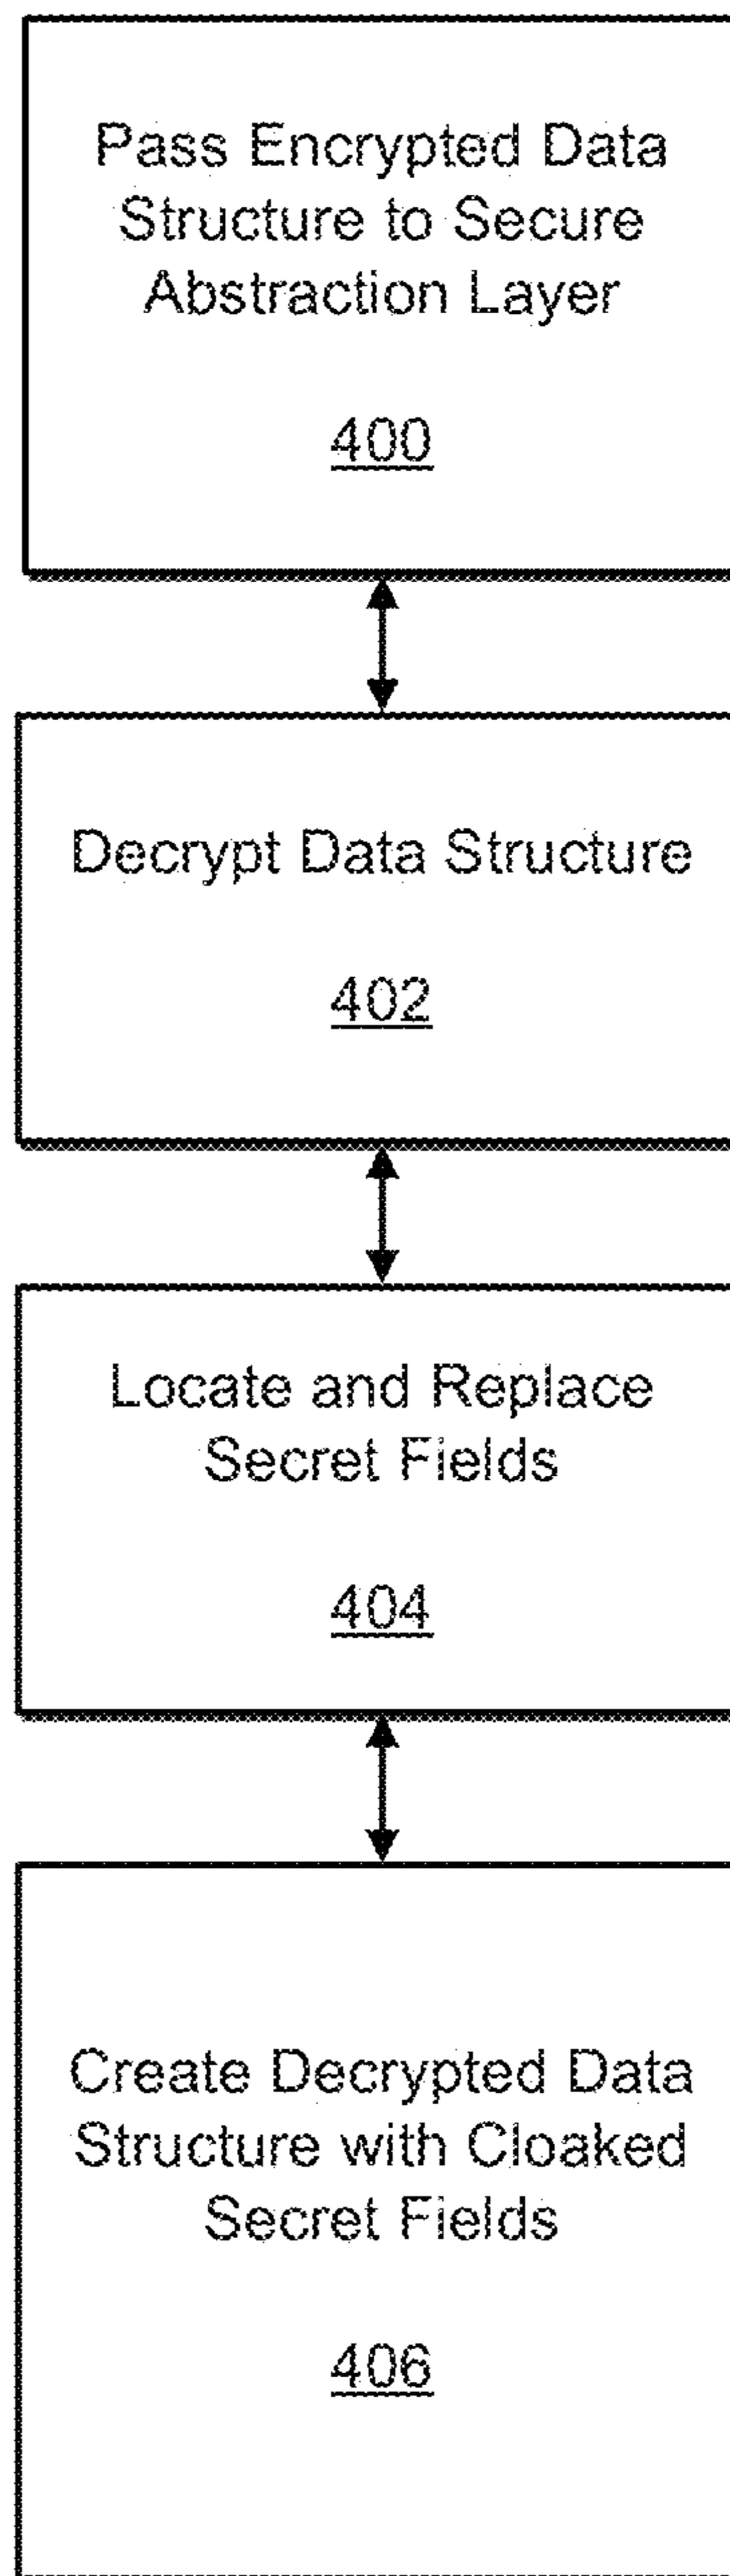 Pass Encrypted Data
Structure to Secure
Abstraction Layer
400
Decrypt Data Structure
402
Locate and Replace
Secret Fields
404
Create Decrypted Data
Structure with Cloaked
Secret Fields
406